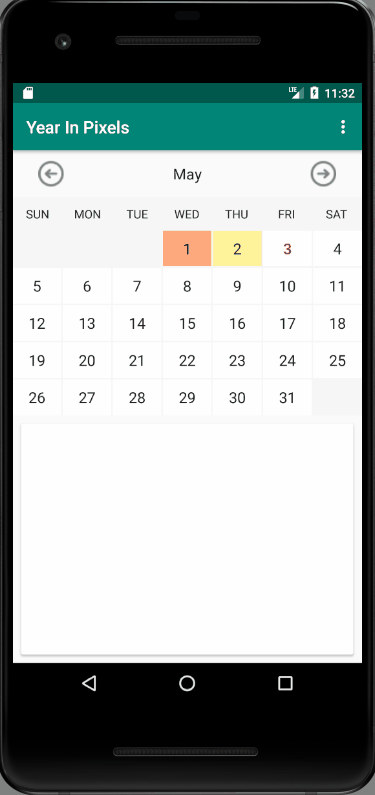 LTE 11:32
Year In Pixels
May
SUN MON TUE WED THU FRI SAT
1 2 3 4
5 6 7 8 9 10 11
12 13 14 15 16 17 18
19 20 21 22 23 24 25
26 27 28 29 30 31